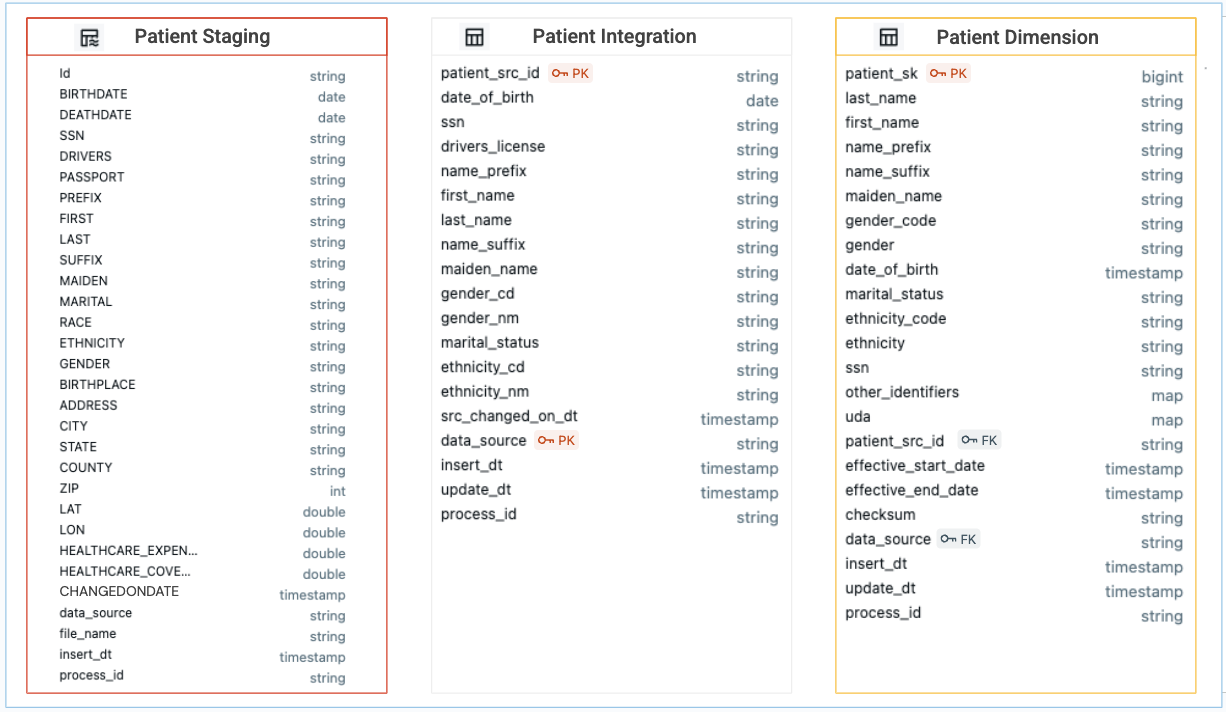 Patient Staging
Id string
BIRTHDATE date
DEATHDATE date
SSN string
DRIVERS string
PASSPORT string
PREFIX string
FIRST string
LAST string
SUFFIX string
MAIDEN string
MARITAL string
RACE string
ETHNICITY string
GENDER string
BIRTHPLACE string
ADDRESS string
CITY string
STATE string
COUNTY string
ZIP int
LAT double
LON double
HEALTHCARE_EXPEN... double
HEALTHCARE_COVE... double
CHANGEDONDATE timestamp
data_source string
file_name string
insert_dt timestamp
process_id string
Patient Integration
patient_src_id PK string
date_of_birth date
ssn string
drivers_license string
name_prefix string
first_name string
last_name string
name_suffix string
maiden_name string
gender_cd string
gender_nm string
marital_status string
ethnicity_cd string
ethnicity_nm string
src_changed_on_dt timestamp
data_source PK string
insert_dt timestamp
update_dt timestamp
process_id string
Patient Dimension
patient_sk PK bigint
last_name string
first_name string
name_prefix string
name_suffix string
maiden_name string
gender_code string
gender string
date_of_birth timestamp
marital_status string
ethnicity_code string
ethnicity string
ssn string
other_identifiers map
uda map
patient_src_id FK string
effective_start_date timestamp
effective_end_date timestamp
checksum string
data_source FK string
insert_dt timestamp
update_dt timestamp
process_id string